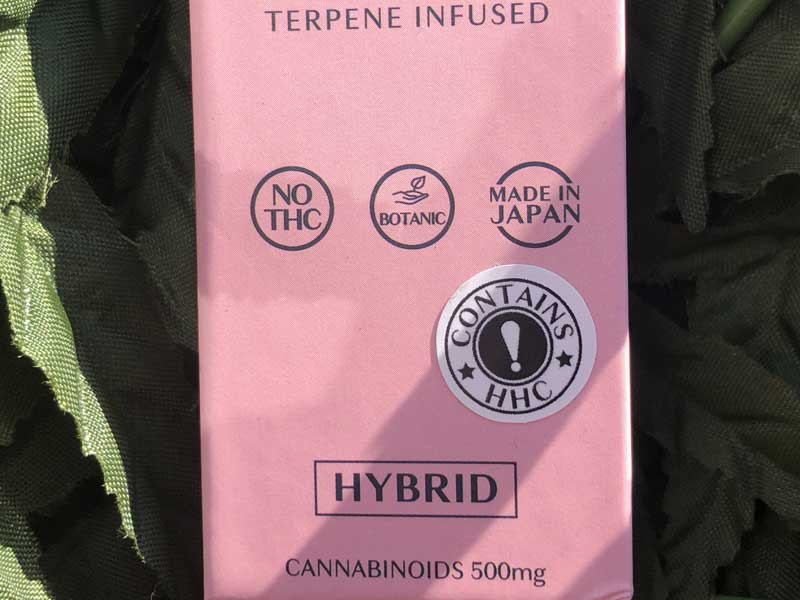 TERPENE INFUSED
NO
THC
BOTANIC
MADE IN
JAPAN
CONTAINS
!
HHC
HYBRID
CANNABINOIDS 500mg